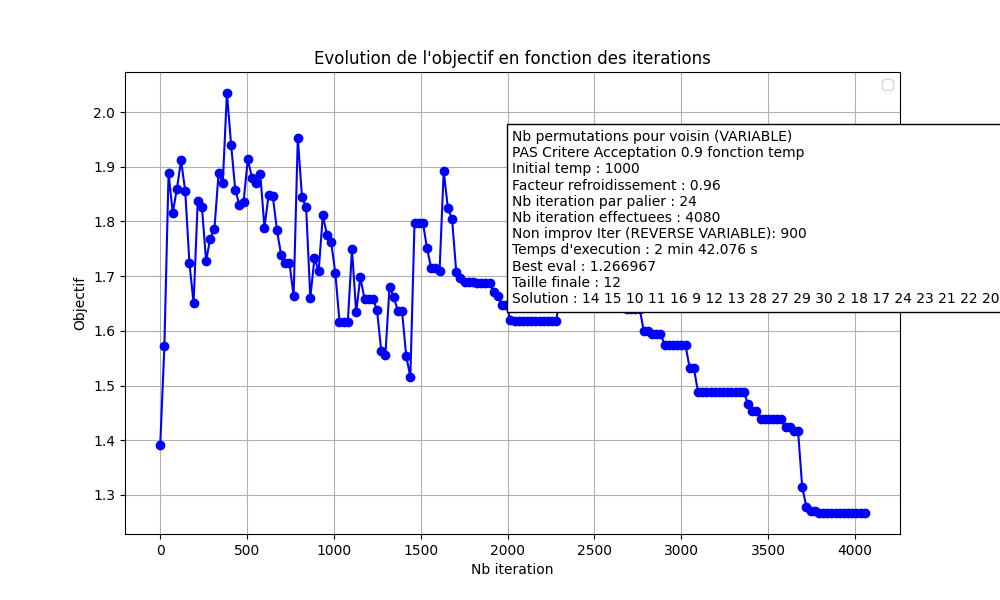 Evolution de l'objectif en fonction des iterations
2.0
1.9
1.8
1.7
1.6
1.5
1.4
1.3
Objectif
Nb permutations pour voisin (VARIABLE)
PAS Critere Acceptation 0.9 fonction temp
Initial temp : 1000
Facteur refroidissement : 0.96
Nb iteration par palier : 24
Nb iteration effectuees : 4080
Non improv Iter (REVERSE VARIABLE): 900
Temps d'execution : 2 min 42.076 s
Best eval : 1.266967
Taille finale : 12
Solution : 14 15 10 11 16 9 12 13 28 27 29 30 2 18 17 24 23 21 22 20
0 500 1000 1500 2000 2500 3000 3500 4000
Nb iteration